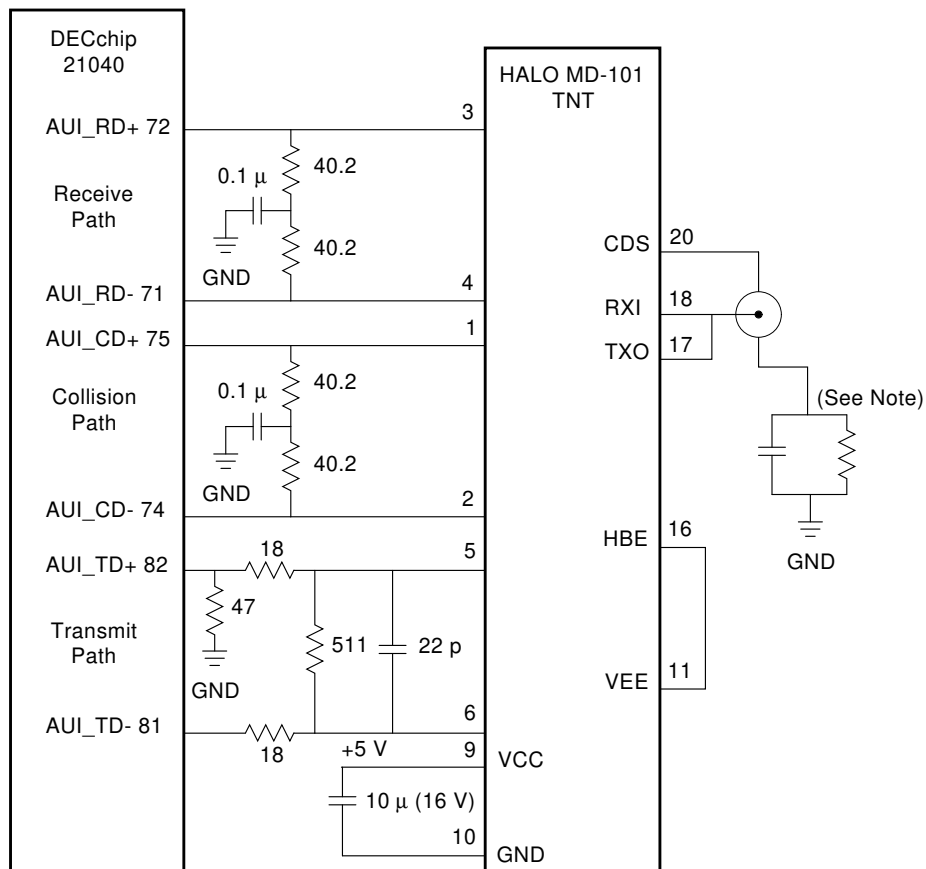 DECchip
21040
HALO MD-101
TNT
AUI_RD+ 72
3
40.2
0.1 μ
Receive
Path
40.2
GND
AUI_RD- 71
4
AUI_CD+ 75
1
40.2
0.1 μ
Collision
Path
40.2
GND
AUI_CD- 74
2
18
AUI_TD+ 82
5
47
Transmit
Path
511
22 p
GND
AUI_TD- 81
6
18
+5 V
9
VCC
10 μ (16 V)
10
GND
CDS
20
RXI
18
TXO
17
(See Note)
GND
HBE
16
VEE
11